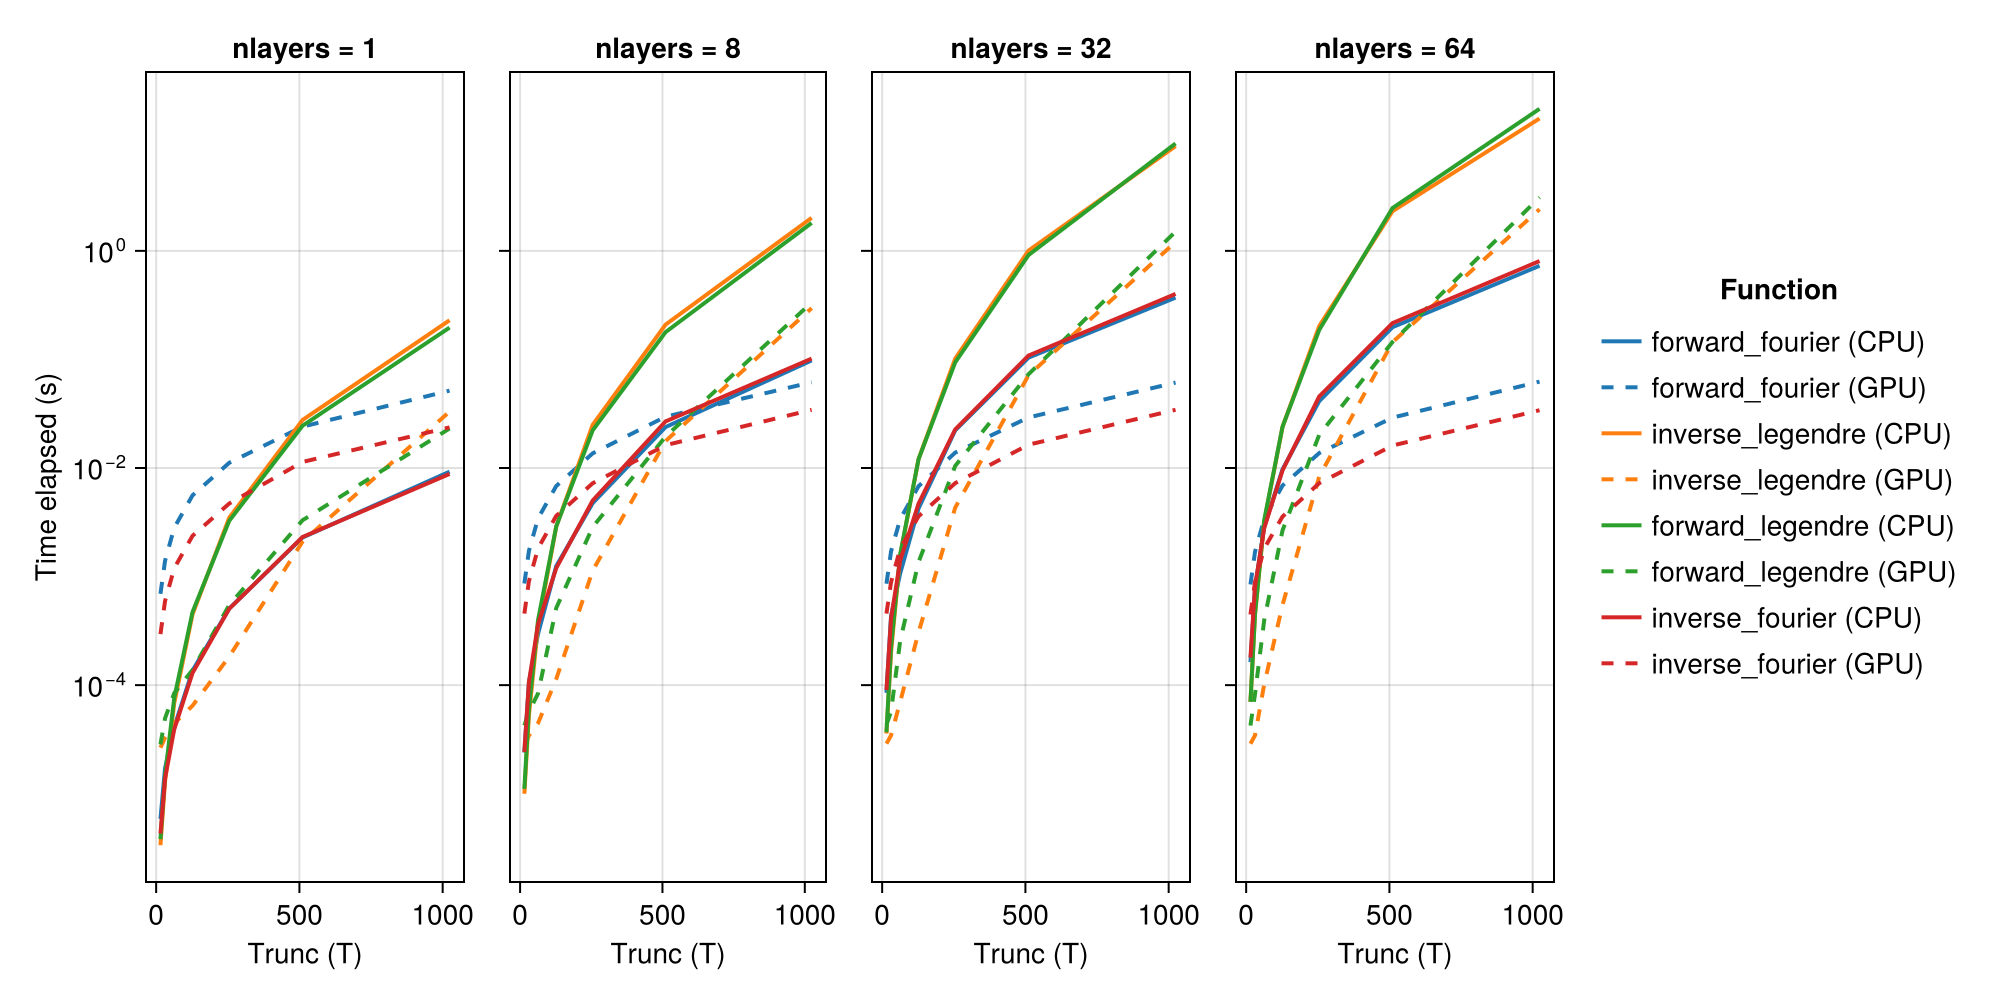 nlayers = 1
nlayers = 8
nlayers = 32
nlayers = 64
Time elapsed (s)
10⁰
10⁻²
10⁻⁴
0 500 1000
0 500 1000
0 500 1000
0 500 1000
Trunc (T)
Trunc (T)
Trunc (T)
Trunc (T)
Function
forward_fourier (CPU)
forward_fourier (GPU)
inverse_legendre (CPU)
inverse_legendre (GPU)
forward_legendre (CPU)
forward_legendre (GPU)
inverse_fourier (CPU)
inverse_fourier (GPU)